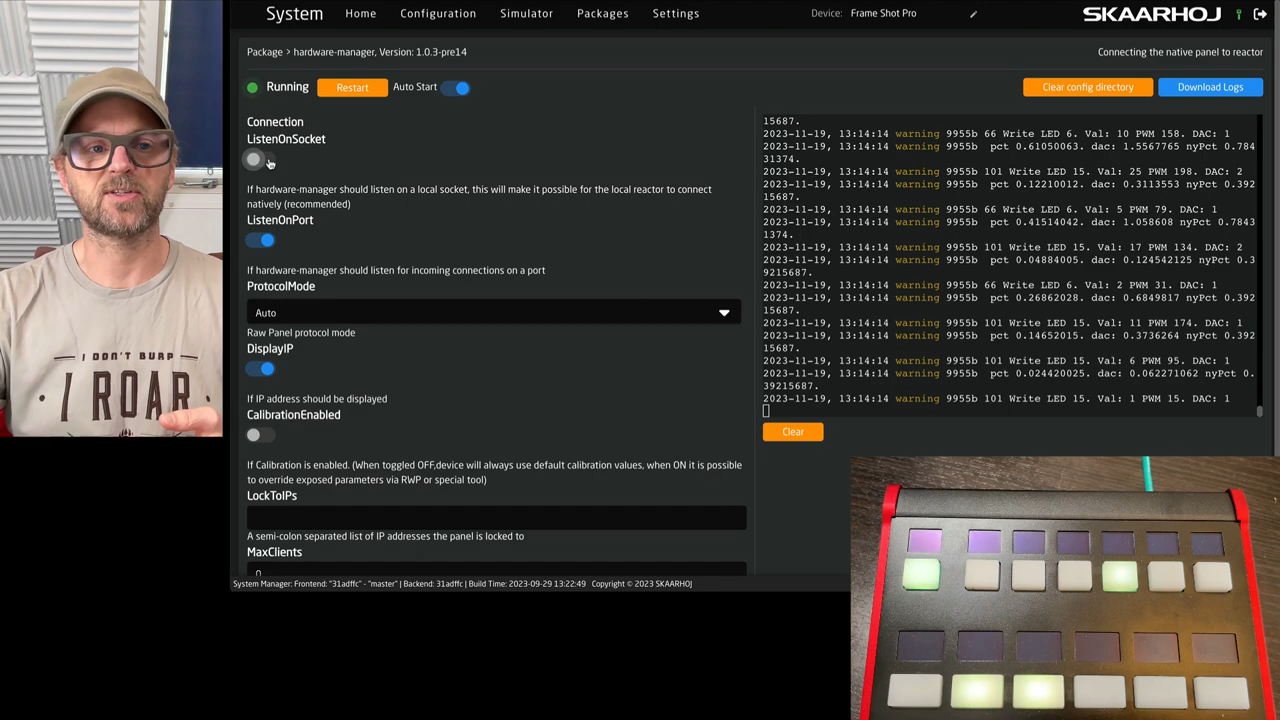 System
Home
Configuration
Simulator
Packages
Settings
Device:
Frame Shot Pro
SKAARHOJ
Package > hardware-manager, Version: 1.0.3-pre14
Connecting the native panel to reactor
Running
Restart
Auto Start
Clear config directory
Download Logs
Connection
ListenOnSocket
If hardware-manager should listen on a local socket, this will make it possible for the local reactor to connect
natively (recommended)
ListenOnPort
If hardware-manager should listen for incoming connections on a port
ProtocolMode
Auto
Raw Panel protocol mode
DisplayIP
If IP address should be displayed
CalibrationEnabled
If Calibration is enabled. (When toggled OFF,device will always use default calibration values, when ON it is possible
to override exposed parameters via RWP or special tool)
LockToIPs
A semi-colon separated list of IP addresses the panel is locked to
MaxClients
0
15687.
2023-11-19, 13:14:14 warning 9955b 66 Write LED 6. Val: 10 PWM 158. DAC: 1
2023-11-19, 13:14:14 warning 9955b  pct 0.61050063. dac: 1.5567765 nyPct 0.784
31374.
2023-11-19, 13:14:14 warning 9955b 101 Write LED 15. Val: 25 PWM 198. DAC: 2
2023-11-19, 13:14:14 warning 9955b  pct 0.12210012. dac: 0.3113553 nyPct 0.392
15687.
2023-11-19, 13:14:14 warning 9955b 66 Write LED 6. Val: 5 PWM 79. DAC: 1
2023-11-19, 13:14:14 warning 9955b  pct 0.41514042. dac: 1.058608 nyPct 0.7843
1374.
2023-11-19, 13:14:14 warning 9955b 101 Write LED 15. Val: 17 PWM 134. DAC: 2
2023-11-19, 13:14:14 warning 9955b  pct 0.04884005. dac: 0.124542125 nyPct 0.3
9215687.
2023-11-19, 13:14:14 warning 9955b 66 Write LED 6. Val: 2 PWM 31. DAC: 1
2023-11-19, 13:14:14 warning 9955b  pct 0.26862028. dac: 0.6849817 nyPct 0.392
15687.
2023-11-19, 13:14:14 warning 9955b 101 Write LED 15. Val: 11 PWM 174. DAC: 1
2023-11-19, 13:14:14 warning 9955b  pct 0.14652015. dac: 0.3736264 nyPct 0.392
15687.
2023-11-19, 13:14:14 warning 9955b 101 Write LED 15. Val: 6 PWM 95. DAC: 1
2023-11-19, 13:14:14 warning 9955b  pct 0.024420025. dac: 0.062271062 nyPct 0.
39215687.
2023-11-19, 13:14:14 warning 9955b 101 Write LED 15. Val: 1 PWM 15. DAC: 1
Clear
System Manager: Frontend: "31adffc" - "master" | Backend: 31adffc | Build Time: 2023-09-29 13:22:49 Copyright © 2023 SKAARHOJ
I DON'T BURP
I ROAR